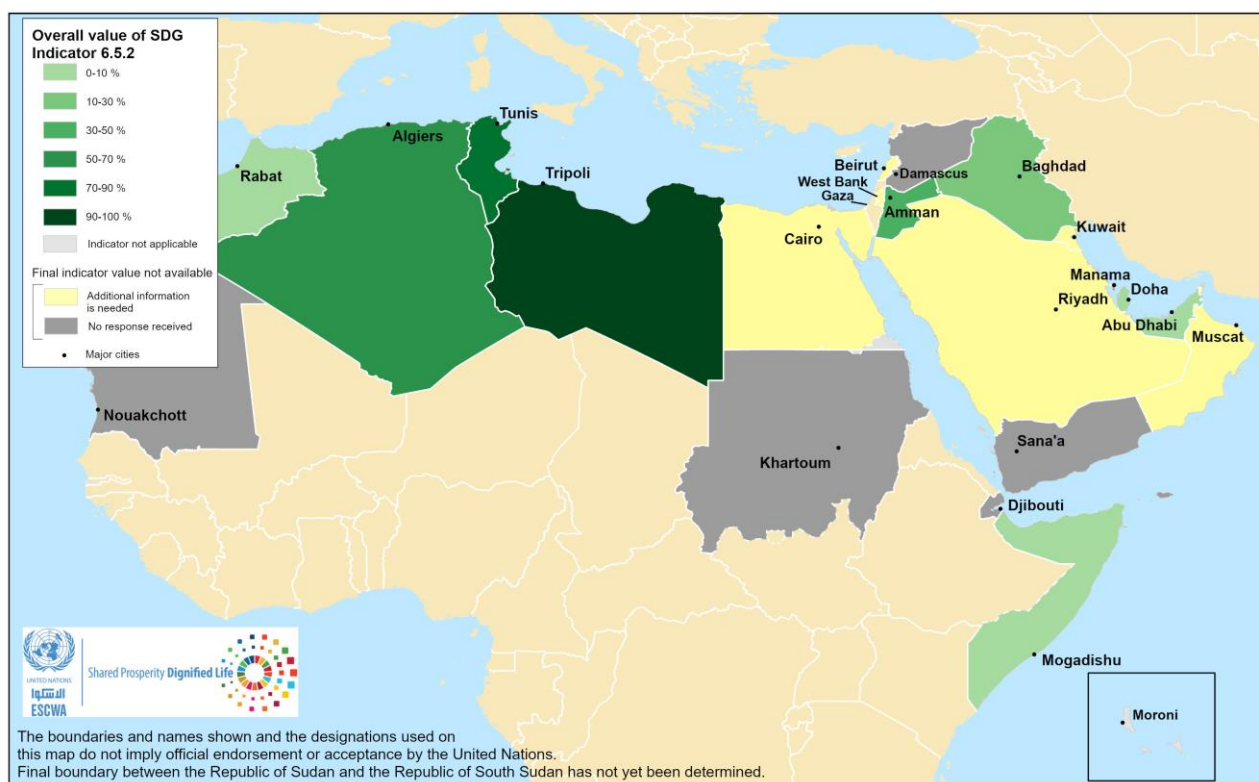 Overall value of SDG
Indicator 6.5.2
0-10 %
10-30 %
30-50 %
50-70 %
70-90 %
90-100 %
Indicator not applicable
Final indicator value not available
Additional information
is needed
No response received
Major cities
Tunis
Algiers
Rabat
Tripoli
Beirut
Damascus
West Bank
Gaza
Baghdad
Amman
Cairo
Kuwait
Manama
Doha
Riyadh
Abu Dhabi
Muscat
Nouakchott
Khartoum
Sana'a
Djibouti
Mogadishu
Moroni
UNITED NATIONS
الإسكوا
ESCWA
Shared Prosperity Dignified Life
The boundaries and names shown and the designations used on
this map do not imply official endorsement or acceptance by the United Nations.
Final boundary between the Republic of Sudan and the Republic of South Sudan has not yet been determined.